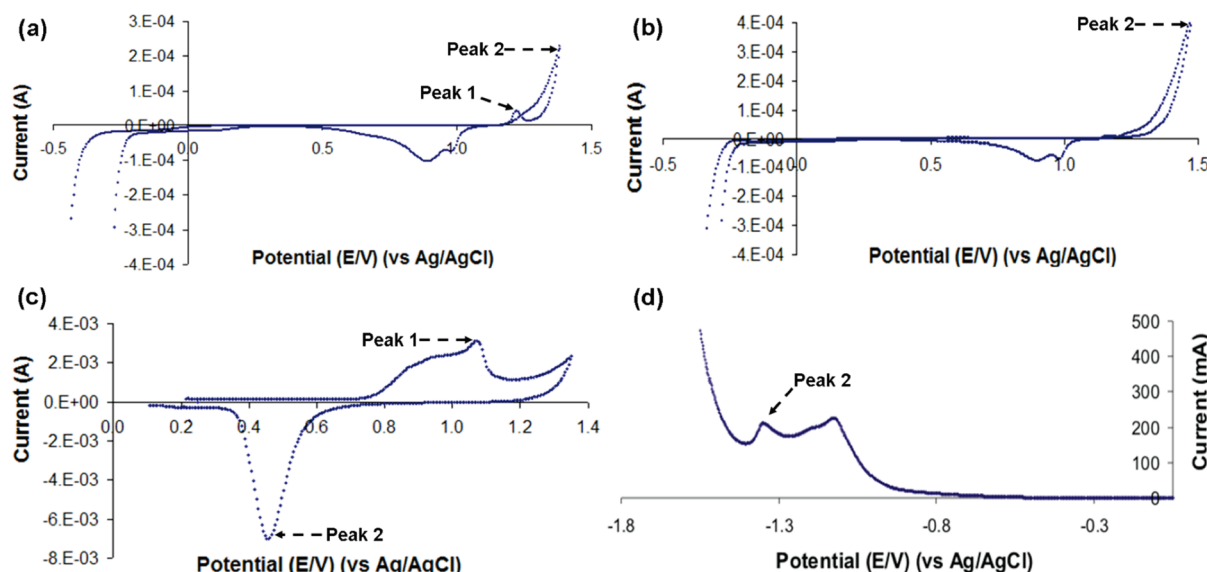 (a)
3.E-04
2.E-04
1.E-04
0.E+00
-1.E-04
-2.E-04
-3.E-04
-4.E-04
-0.5
0.0
0.5
1.0
1.5
Peak 2
Peak 1
Current (A)
Potential (E/V) (vs Ag/AgCl)
(b)
4.E-04
3.E-04
2.E-04
1.E-04
0.E+00
-1.E-04
-2.E-04
-3.E-04
-4.E-04
-0.5
0.0
0.5
1.0
1.5
Peak 2
Current (A)
Potential (E/V) (vs Ag/AgCl)
(c)
4.E-03
2.E-03
0.E+00
-2.E-03
-4.E-03
-6.E-03
-8.E-03
0.0
0.2
0.4
0.6
0.8
1.0
1.2
1.4
Peak 1
Peak 2
Current (A)
Potential (E/V) (vs Ag/AgCl)
(d)
500
400
300
200
100
0
-1.8
-1.3
-0.8
-0.3
Peak 2
Current (mA)
Potential (E/V) (vs Ag/AgCl)